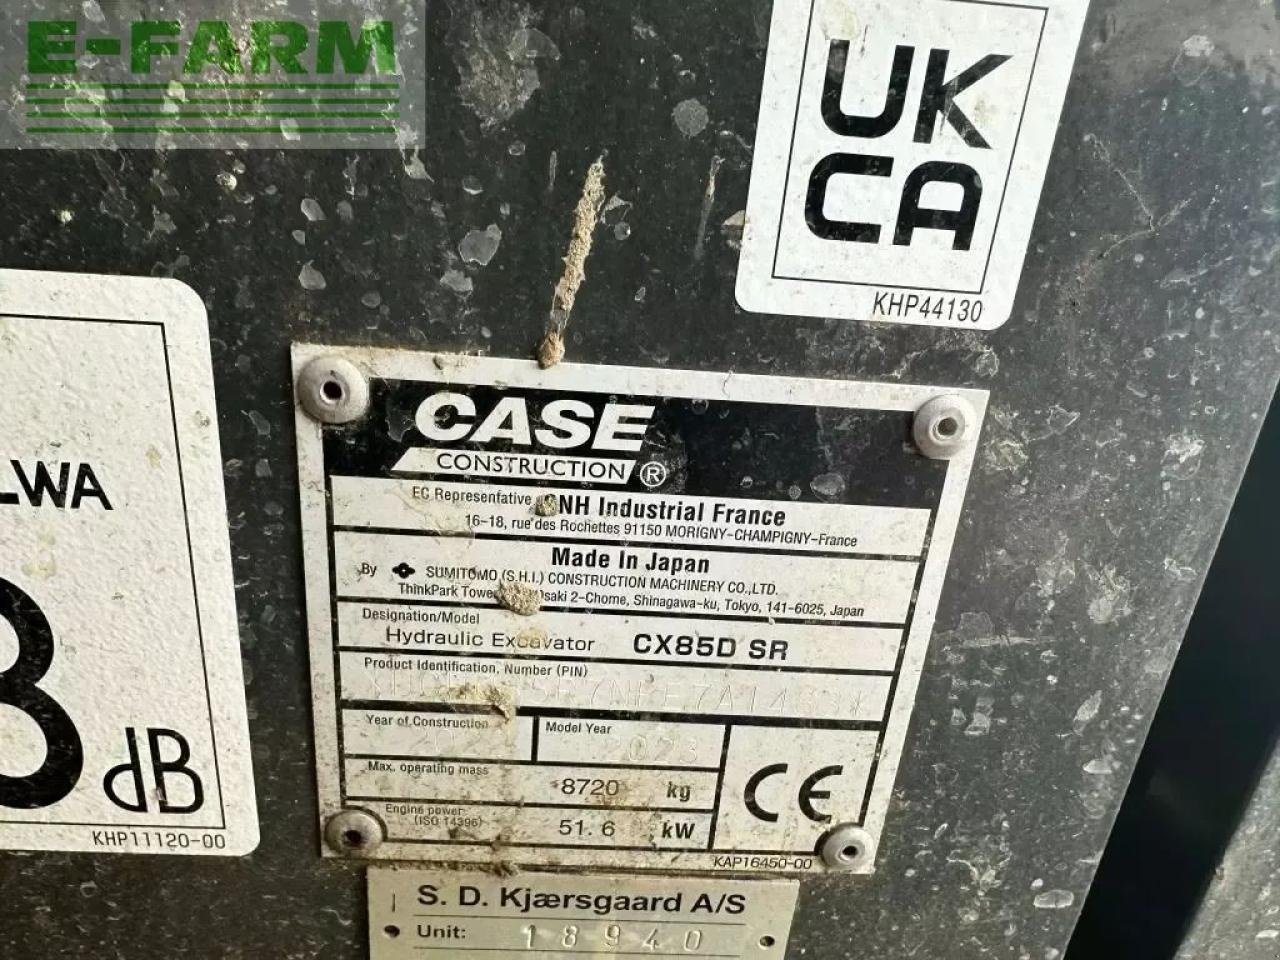 E-FARM
UK
CA
KHP44130
LWA
dB
KHP11120-00
CASE
CONSTRUCTION ®
EC Representative CNH Industrial France
16-18, rue des Rochettes 91150 MORIGNY-CHAMPIGNY-France
Made In Japan
By SUMITOMO (S.H.I.) CONSTRUCTION MACHINERY CO.,LTD.
ThinkPark Tower 2-Chome, Shinagawa-ku, Tokyo, 141-6025, Japan
Designation/Model
Hydraulic Excavator CX85D SR
Product Identification Number (PIN)
Year of Construction
Model Year
2023
Max. operating mass 8720 kg
Engine power (ISO 14396) 51.6 kW
CE
KAP16450-00
S. D. Kjærsgaard A/S
Unit: 18940